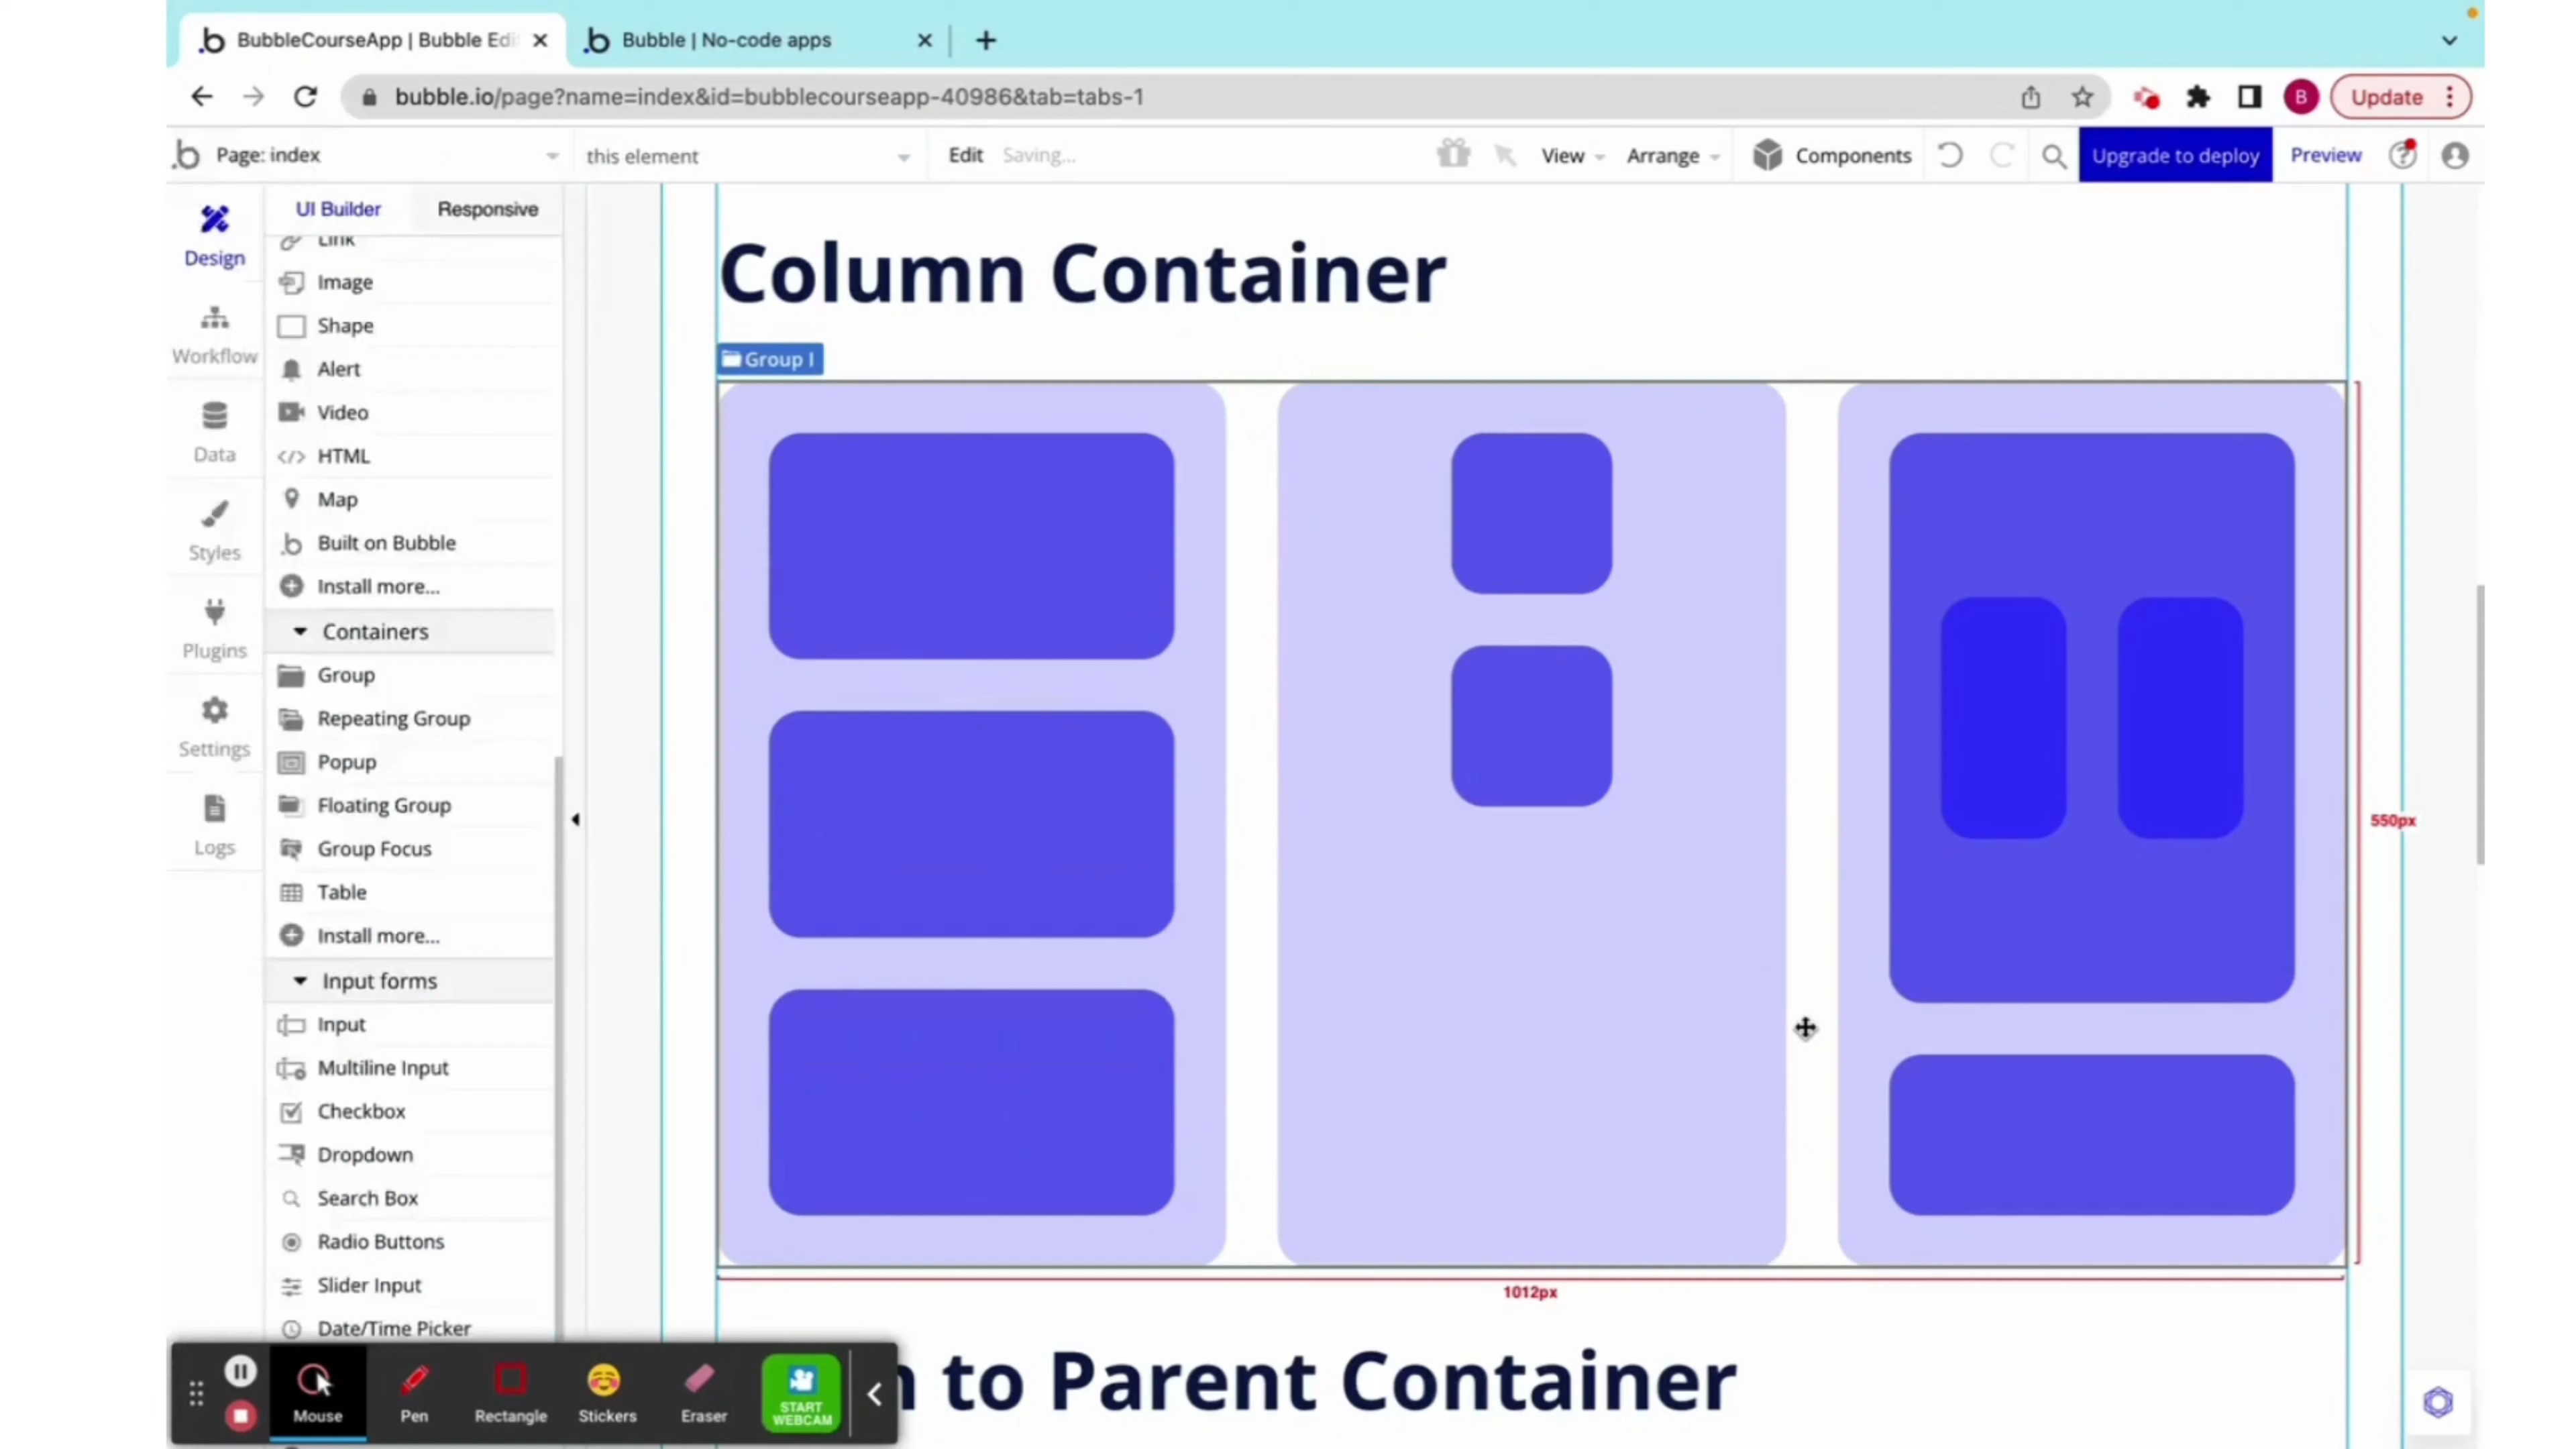 BubbleCourseApp | Bubble Edi
Bubble | No-code apps
bubble.io/page?name=index&id=bubblecourseapp-40986&tab=tabs-1
B
Update
Page: index
this element
Edit
Saving...
View
Arrange
Components
Upgrade to deploy
Preview
UI Builder
Responsive
Design
Workflow
Data
Styles
Plugins
Settings
Logs
Link
Image
Shape
Alert
Video
HTML
Map
Built on Bubble
Install more...
Containers
Group
Repeating Group
Popup
Floating Group
Group Focus
Table
Install more...
Input forms
Input
Multiline Input
Checkbox
Dropdown
Search Box
Radio Buttons
Slider Input
Date/Time Picker
Column Container
Group I
550px
1012px
n to Parent Container
Mouse
Pen
Rectangle
Stickers
Eraser
START
WEBCAM